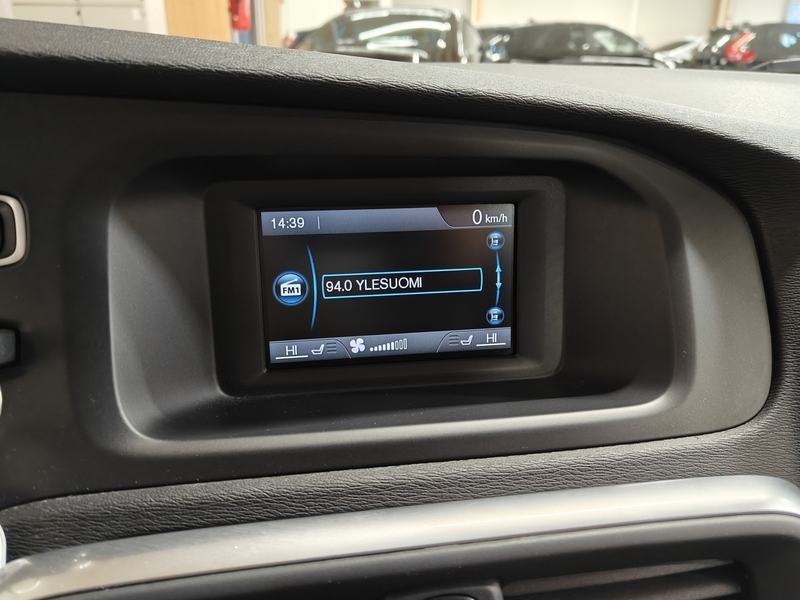 14:39 0 km/h
FM1
94.0 YLESUOMI
HI HI